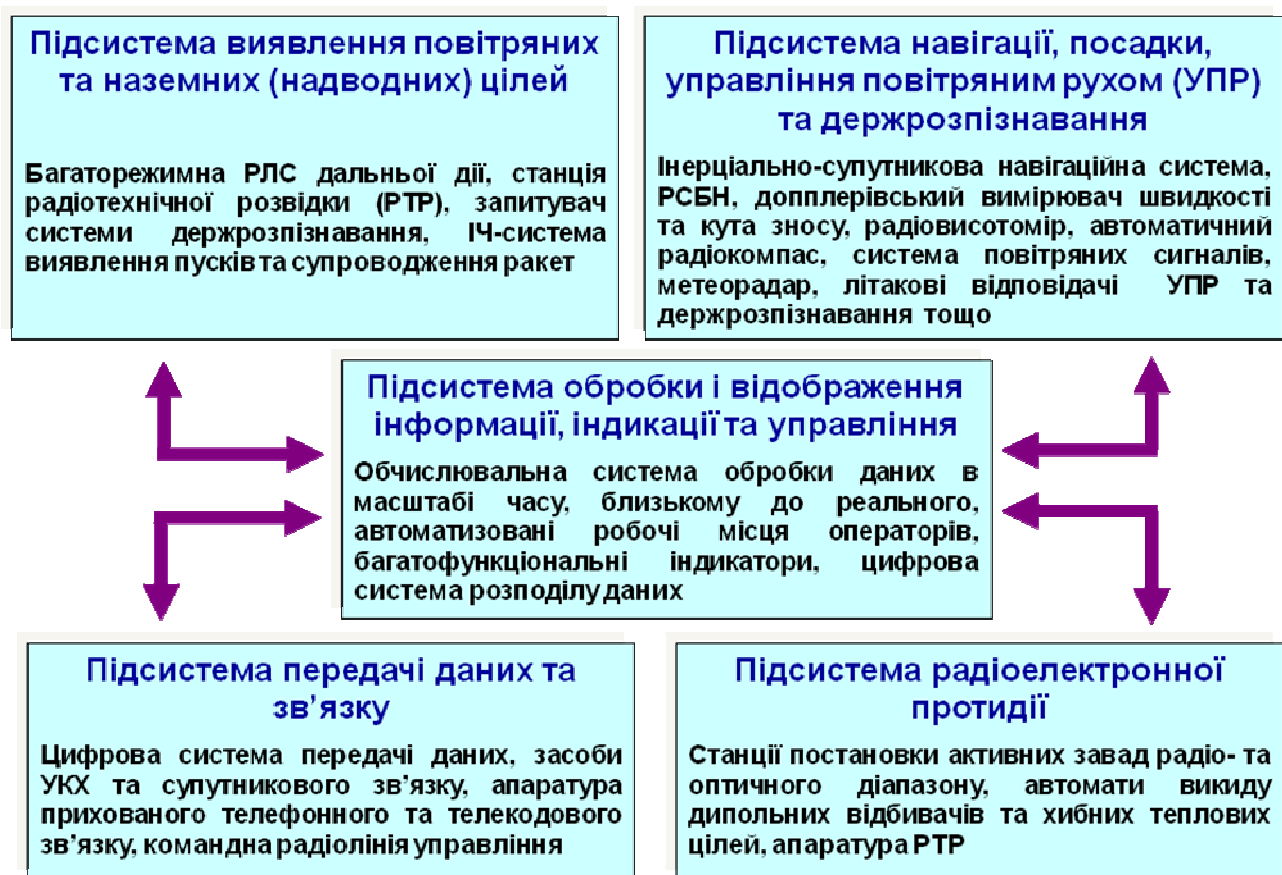 Підсистема виявлення повітряних
та наземних (надводних) цілей
Багаторежимна РЛС дальньої дії, станція
радіотехнічної розвідки (РТР), запитувач
системи держрозпізнавання, ІЧ-система
виявлення пусків та супроводження ракет
Підсистема навігації, посадки,
управління повітряним рухом (УПР)
та держрозпізнавання
Інерціально-супутникова навігаційна система,
РСБН, допплерівський вимірювач швидкості
та кута зносу, радіовисотомір, автоматичний
радіокомпас, система повітряних сигналів,
метеорадар, літакові відповідачі УПР та
держрозпізнавання тощо
Підсистема обробки і відображення
інформації, індикації та управління
Обчислювальна система обробки даних в
масштабі часу, близькому до реального,
автоматизовані робочі місця операторів,
багатофункціональні індикатори, цифрова
система розподілу даних
Підсистема передачі даних та
зв’язку
Цифрова система передачі даних, засоби
УКХ та супутникового зв’язку, апаратура
прихованого телефонного та телекодового
зв’язку, командна радіолінія управління
Підсистема радіоелектронної
протидії
Станції постановки активних завад радіо- та
оптичного діапазону, автомати викиду
дипольних відбивачів та хибних теплових
цілей, апаратура РТР